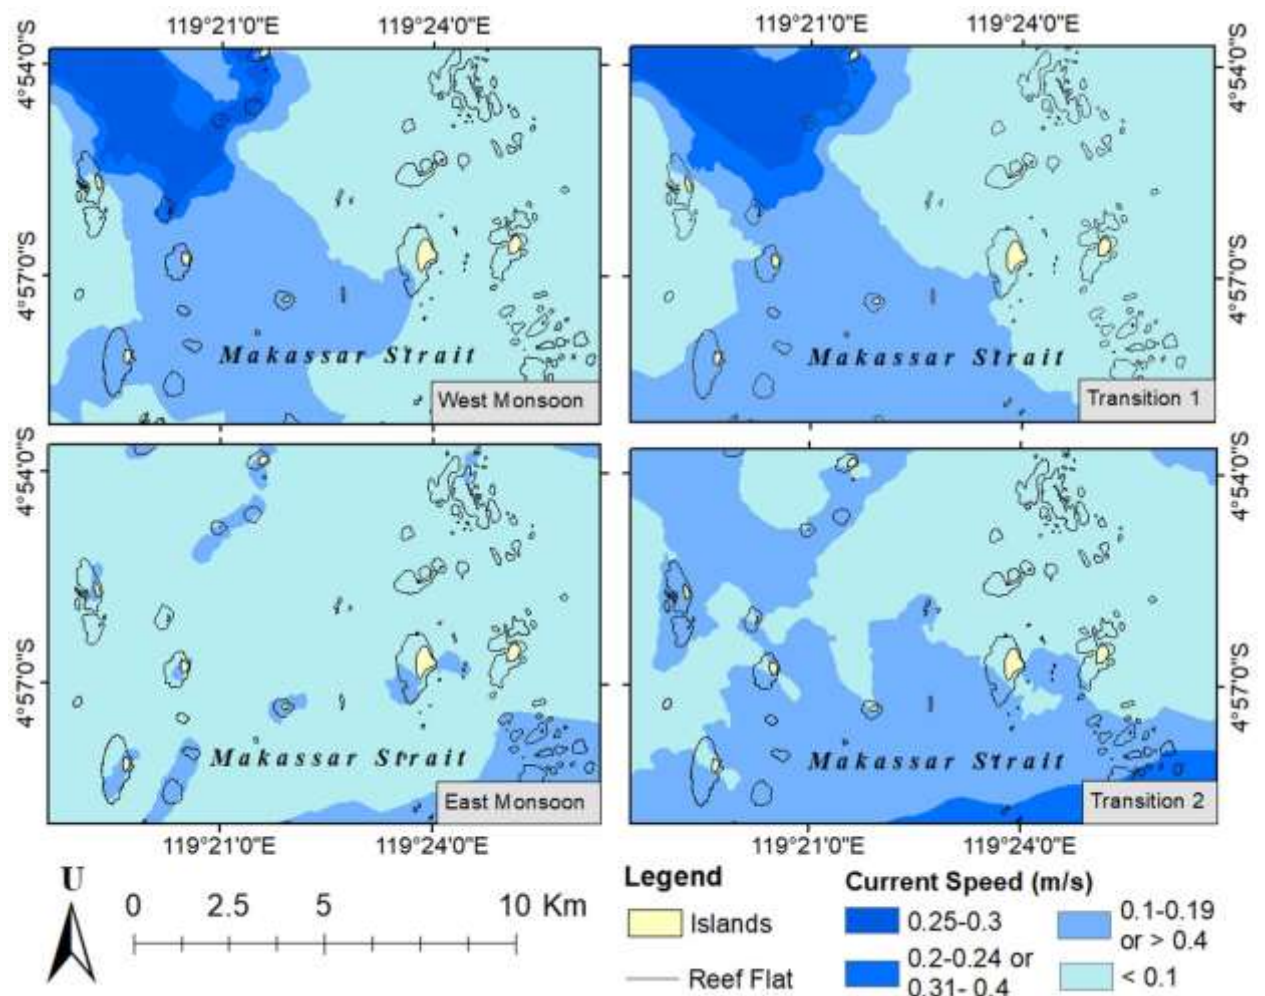 119°21'0"E 119°24'0"E 119°21'0"E 119°24'0"E
4°54'0"S
4°57'0"S
Makassar Strait
West Monsoon
4°54'0"S
4°57'0"S
Makassar Strait
Transition 1
4°54'0"S
4°57'0"S
Makassar Strait
East Monsoon
4°54'0"S
4°57'0"S
Makassar Strait
Transition 2
119°21'0"E 119°24'0"E 119°21'0"E 119°24'0"E
U
0 2.5 5 10 Km
Legend
Islands
Reef Flat
Current Speed (m/s)
0.25-0.3
0.2-0.24 or
0.31- 0.4
0.1-0.19
or > 0.4
< 0.1